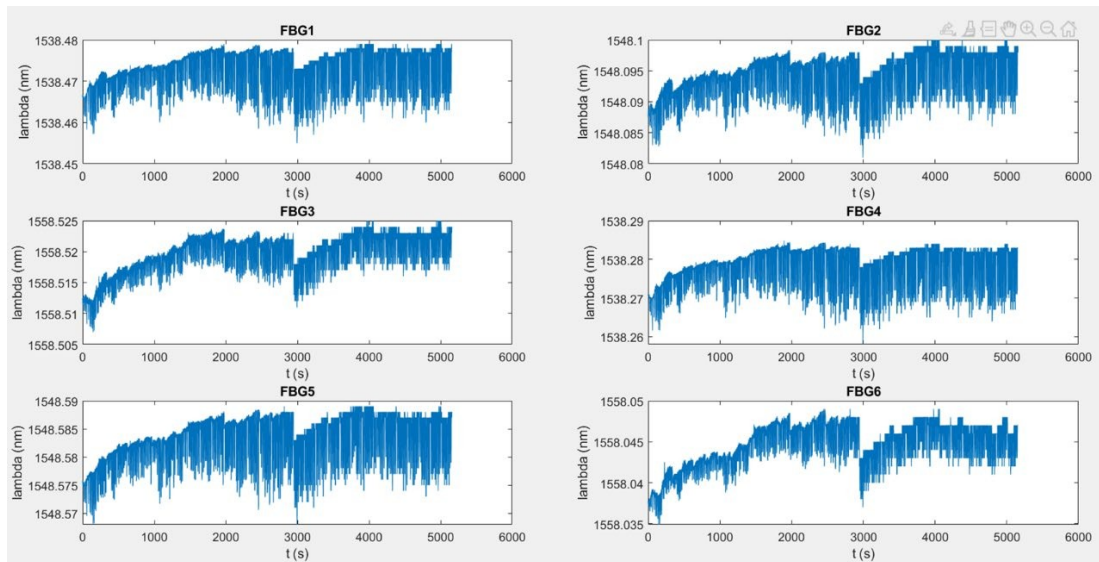 FBG1
1538.48
1538.47
1538.46
1538.45
lambda (nm)
0 1000 2000 3000 4000 5000 6000
t (s)
FBG2
1548.1
1548.095
1548.09
1548.085
1548.08
lambda (nm)
0 1000 2000 3000 4000 5000 6000
t (s)
FBG3
1558.525
1558.52
1558.515
1558.51
1558.505
lambda (nm)
0 1000 2000 3000 4000 5000 6000
t (s)
FBG4
1538.29
1538.28
1538.27
1538.26
lambda (nm)
0 1000 2000 3000 4000 5000 6000
t (s)
FBG5
1548.59
1548.585
1548.58
1548.575
1548.57
lambda (nm)
0 1000 2000 3000 4000 5000 6000
t (s)
FBG6
1558.05
1558.045
1558.04
1558.035
lambda (nm)
0 1000 2000 3000 4000 5000 6000
t (s)